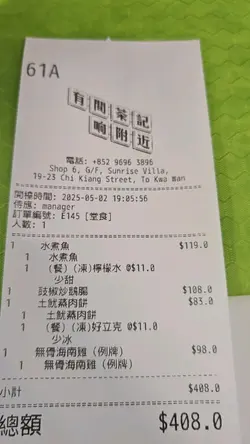 61A
有間茶記
响附近
電話: +852 9696 3896
Shop 6, G/F, Sunrise Villa,
19-23 Chi Kiang Street, To Kwa Wan
開檯時間: 2025-05-02 19:05:56
侍應: manager
訂單編號: E145 [堂食]
人數: 1
1 水煮魚 $119.0
1 水煮魚
1 (餐) (凍)檸檬水 @$11.0
少甜
1 豉椒炒鵝腸 $108.0
1 土魷蒸肉餅 $83.0
1 土魷蒸肉餅
1 (餐) (凍)好立克 @$11.0
少冰
1 無骨海南雞 (例牌) $98.0
1 無骨海南雞 (例牌)
小計 $408.0
總額 $408.0